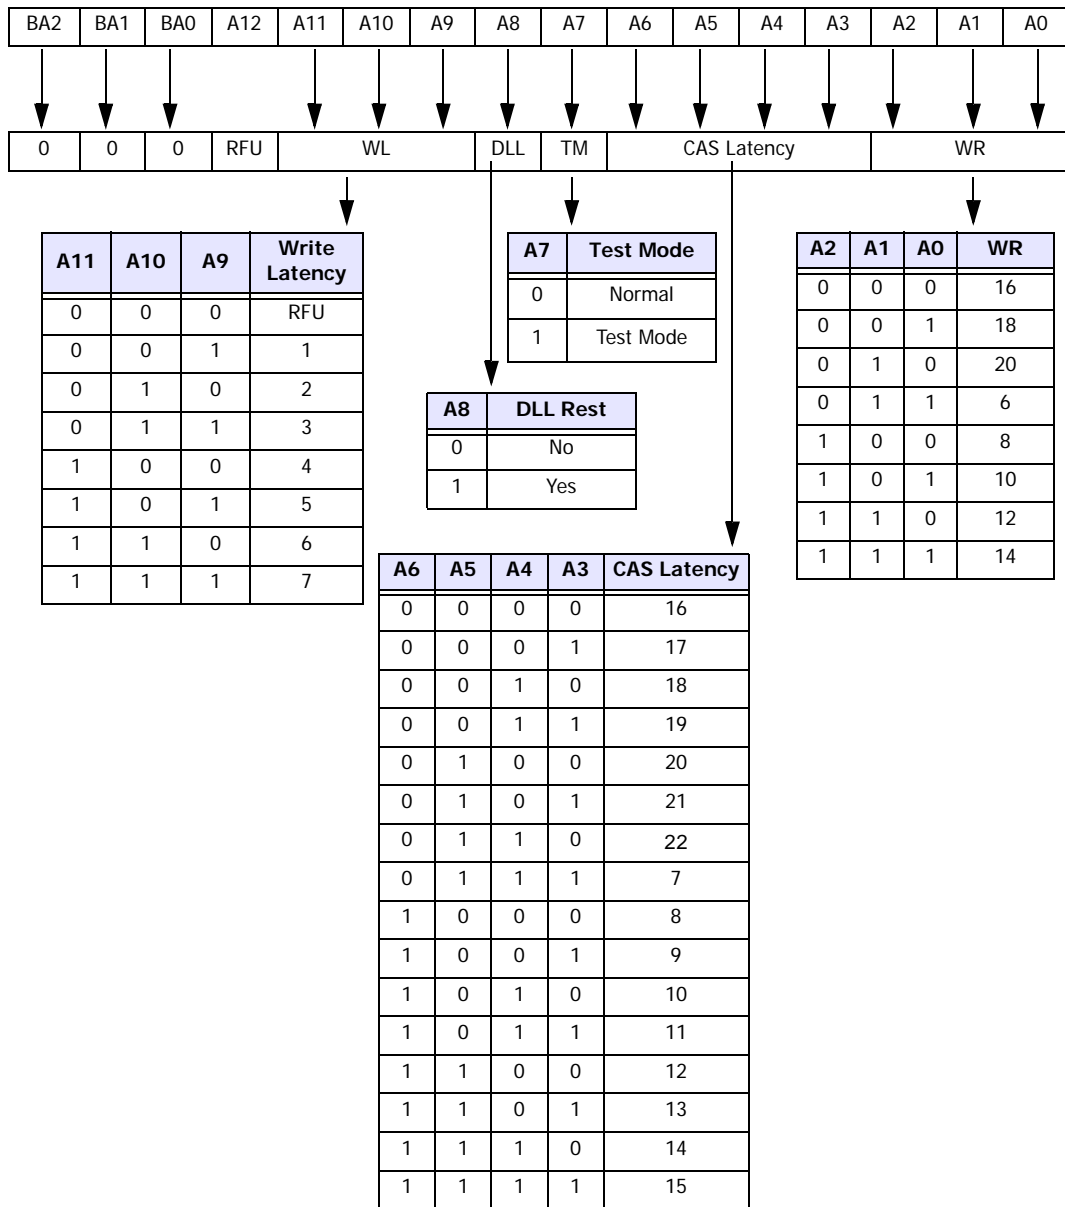 BA2 BA1 BA0 A12 A11 A10 A9 A8 A7 A6 A5 A4 A3 A2 A1 A0
0 0 0 RFU WL DLL TM CAS Latency WR
A11 A10 A9 Write Latency
0 0 0 RFU
0 0 1 1
0 1 0 2
0 1 1 3
1 0 0 4
1 0 1 5
1 1 0 6
1 1 1 7
A7 Test Mode
0 Normal
1 Test Mode
A8 DLL Rest
0 No
1 Yes
A2 A1 A0 WR
0 0 0 16
0 0 1 18
0 1 0 20
0 1 1 6
1 0 0 8
1 0 1 10
1 1 0 12
1 1 1 14
A6 A5 A4 A3 CAS Latency
0 0 0 0 16
0 0 0 1 17
0 0 1 0 18
0 0 1 1 19
0 1 0 0 20
0 1 0 1 21
0 1 1 0 22
0 1 1 1 7
1 0 0 0 8
1 0 0 1 9
1 0 1 0 10
1 0 1 1 11
1 1 0 0 12
1 1 0 1 13
1 1 1 0 14
1 1 1 1 15